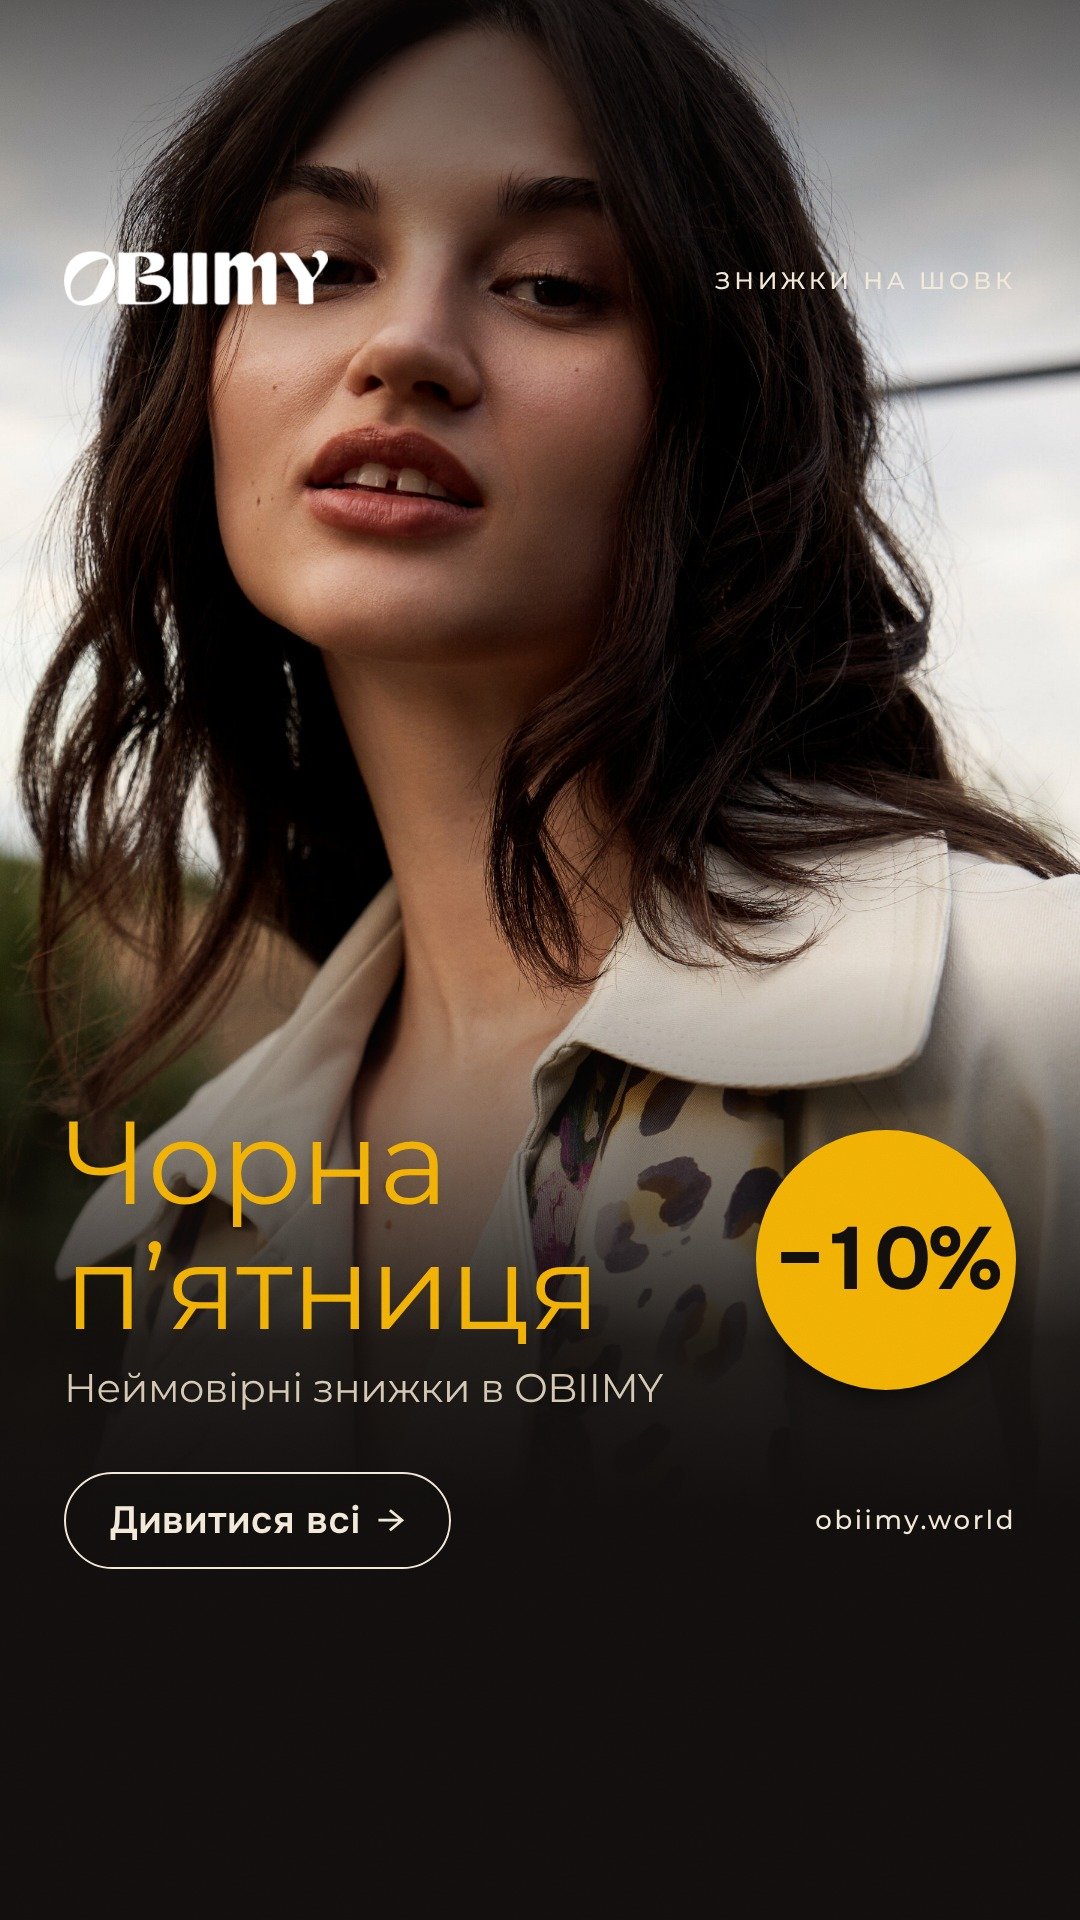 OBIIMY
ЗНИЖКИ НА ШОВК
Чорна
п’ятниця
-10%
Неймовірні знижки в OBIIMY
Дивитися всі →
obiimy.world